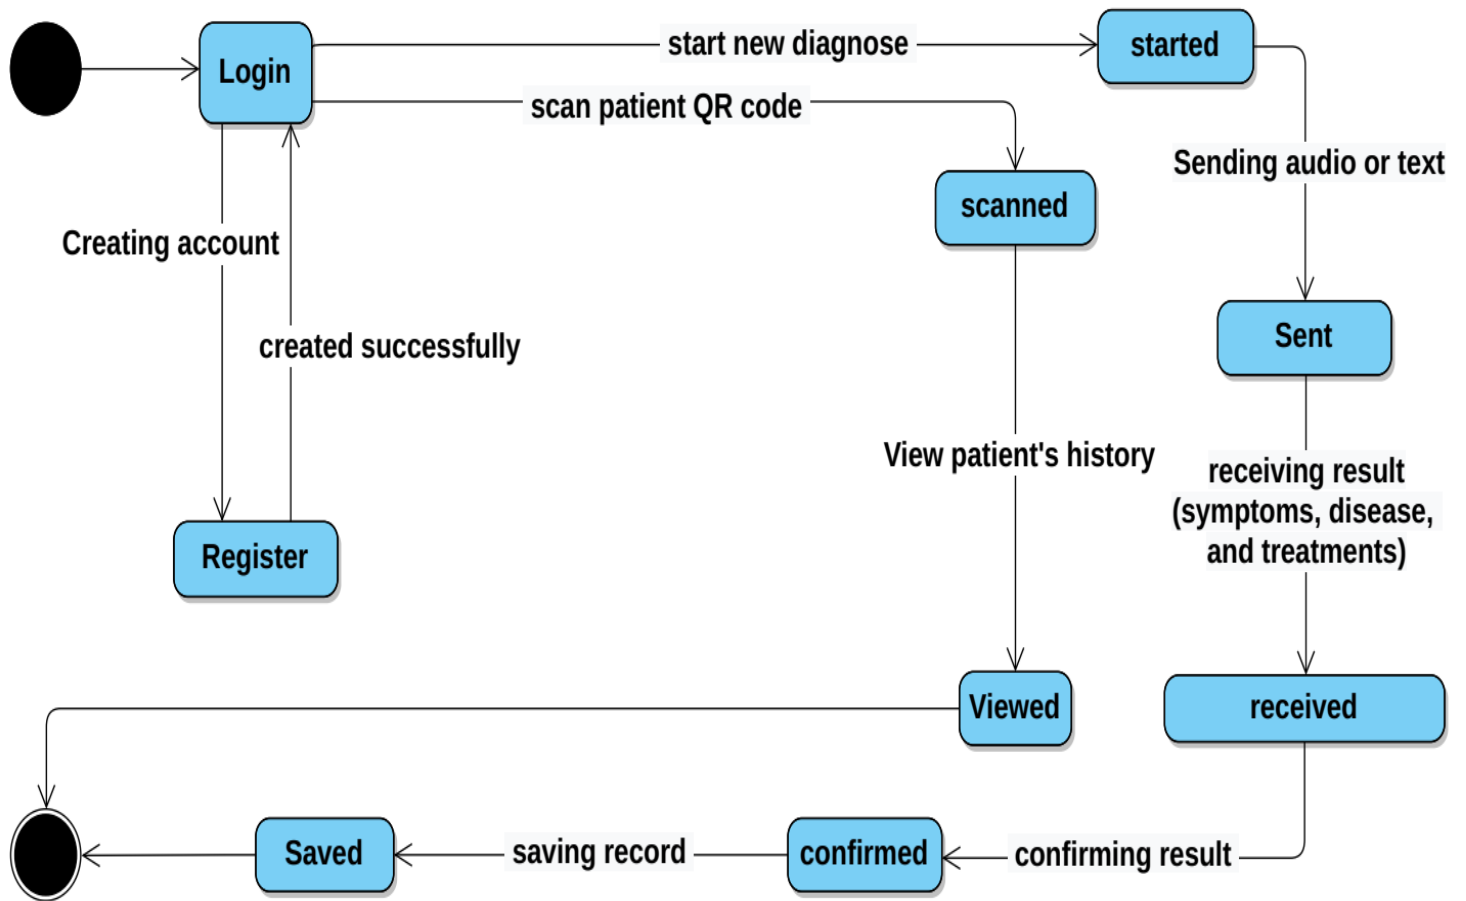 Login
start new diagnose
started
scan patient QR code
Sending audio or text
scanned
Creating account
created successfully
Sent
View patient's history
receiving result
(symptoms, disease,
and treatments)
Register
Viewed
received
Saved
saving record
confirmed
confirming result